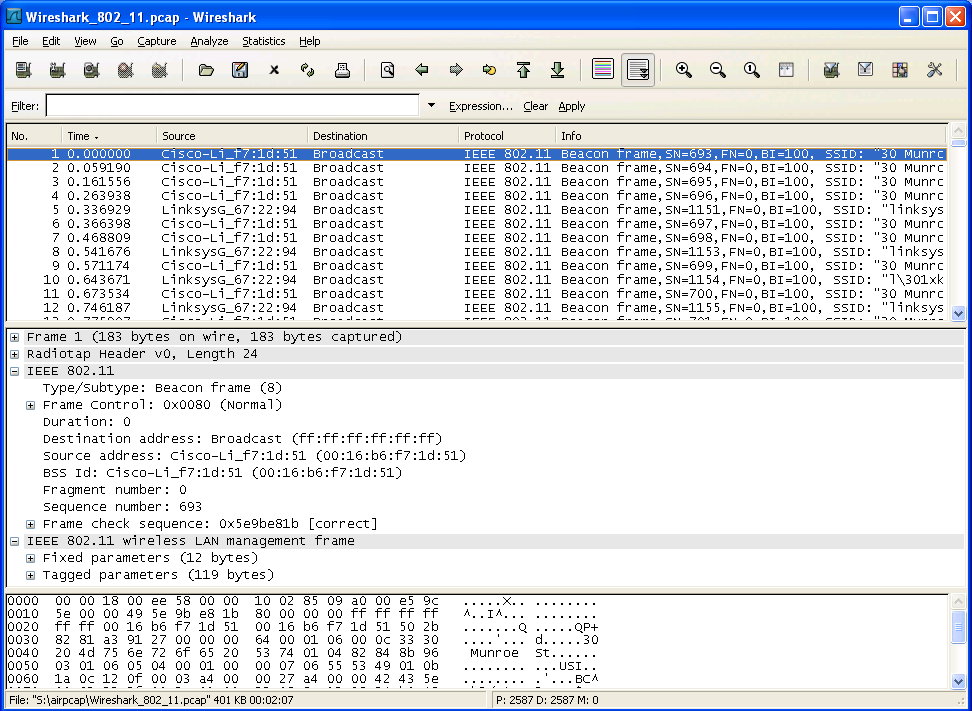 Wireshark_802_11.pcap - Wireshark
File Edit View Go Capture Analyze Statistics Help
Filter: Expression... Clear Apply
No. Time Source Destination Protocol Info
1 0.000000 Cisco-Li_f7:1d:51 Broadcast IEEE 802.11 Beacon frame,SN=693,FN=0,BI=100, SSID: "30 Munrc
2 0.059190 Cisco-Li_f7:1d:51 Broadcast IEEE 802.11 Beacon frame,SN=694,FN=0,BI=100, SSID: "30 Munrc
3 0.161556 Cisco-Li_f7:1d:51 Broadcast IEEE 802.11 Beacon frame,SN=695,FN=0,BI=100, SSID: "30 Munrc
4 0.263938 Cisco-Li_f7:1d:51 Broadcast IEEE 802.11 Beacon frame,SN=696,FN=0,BI=100, SSID: "30 Munrc
5 0.336929 LinksysG_67:22:94 Broadcast IEEE 802.11 Beacon frame,SN=1151,FN=0,BI=100, SSID: "linksys
6 0.366398 Cisco-Li_f7:1d:51 Broadcast IEEE 802.11 Beacon frame,SN=697,FN=0,BI=100, SSID: "30 Munrc
7 0.468809 Cisco-Li_f7:1d:51 Broadcast IEEE 802.11 Beacon frame,SN=698,FN=0,BI=100, SSID: "30 Munrc
8 0.541676 LinksysG_67:22:94 Broadcast IEEE 802.11 Beacon frame,SN=1153,FN=0,BI=100, SSID: "linksys
9 0.571174 Cisco-Li_f7:1d:51 Broadcast IEEE 802.11 Beacon frame,SN=699,FN=0,BI=100, SSID: "30 Munrc
10 0.643671 LinksysG_67:22:94 Broadcast IEEE 802.11 Beacon frame,SN=1154,FN=0,BI=100, SSID: "l\301xk
11 0.673534 Cisco-Li_f7:1d:51 Broadcast IEEE 802.11 Beacon frame,SN=700,FN=0,BI=100, SSID: "30 Munrc
12 0.746187 LinksysG_67:22:94 Broadcast IEEE 802.11 Beacon frame,SN=1155,FN=0,BI=100, SSID: "linksys
Frame 1 (183 bytes on wire, 183 bytes captured)
Radiotap Header v0, Length 24
IEEE 802.11
Type/Subtype: Beacon frame (8)
Frame Control: 0x0080 (Normal)
Duration: 0
Destination address: Broadcast (ff:ff:ff:ff:ff:ff)
Source address: Cisco-Li_f7:1d:51 (00:16:b6:f7:1d:51)
BSS Id: Cisco-Li_f7:1d:51 (00:16:b6:f7:1d:51)
Fragment number: 0
Sequence number: 693
Frame check sequence: 0x5e9be81b [correct]
IEEE 802.11 wireless LAN management frame
Fixed parameters (12 bytes)
Tagged parameters (119 bytes)
0000 00 00 18 00 ee 58 00 00 10 02 85 09 a0 00 e5 9c .....X.. ........
0010 5e 00 00 49 5e 9b e8 1b 80 00 00 00 ff ff ff ff ^..I^... ........
0020 ff ff 00 16 b6 f7 1d 51 00 16 b6 f7 1d 51 50 2b .......Q .....QP+
0030 82 81 a3 91 27 00 00 00 64 00 01 06 00 0c 33 30 ....'... d.....30
0040 20 4d 75 6e 72 6f 65 20 53 74 01 04 82 84 8b 96 Munroe St......
0050 03 01 06 05 04 00 01 00 00 07 06 55 53 49 01 0b ........ ...USI..
0060 1a 0c 12 0f 00 03 a4 00 00 27 a4 00 00 42 43 5e ........ .'...BC^
File: "S:\airpcap\Wireshark_802_11.pcap" 401 KB 00:02:07 P: 2587 D: 2587 M: 0